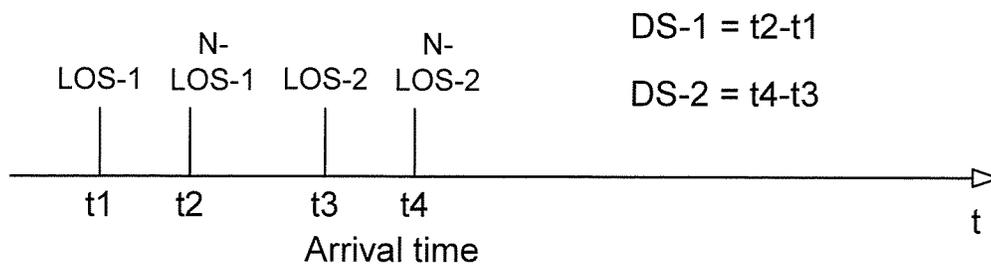 DS-1 = t2-t1
N-
N-
LOS-1
LOS-1
LOS-2
LOS-2
DS-2 = t4-t3
t1
t2
t3
t4
t
Arrival time